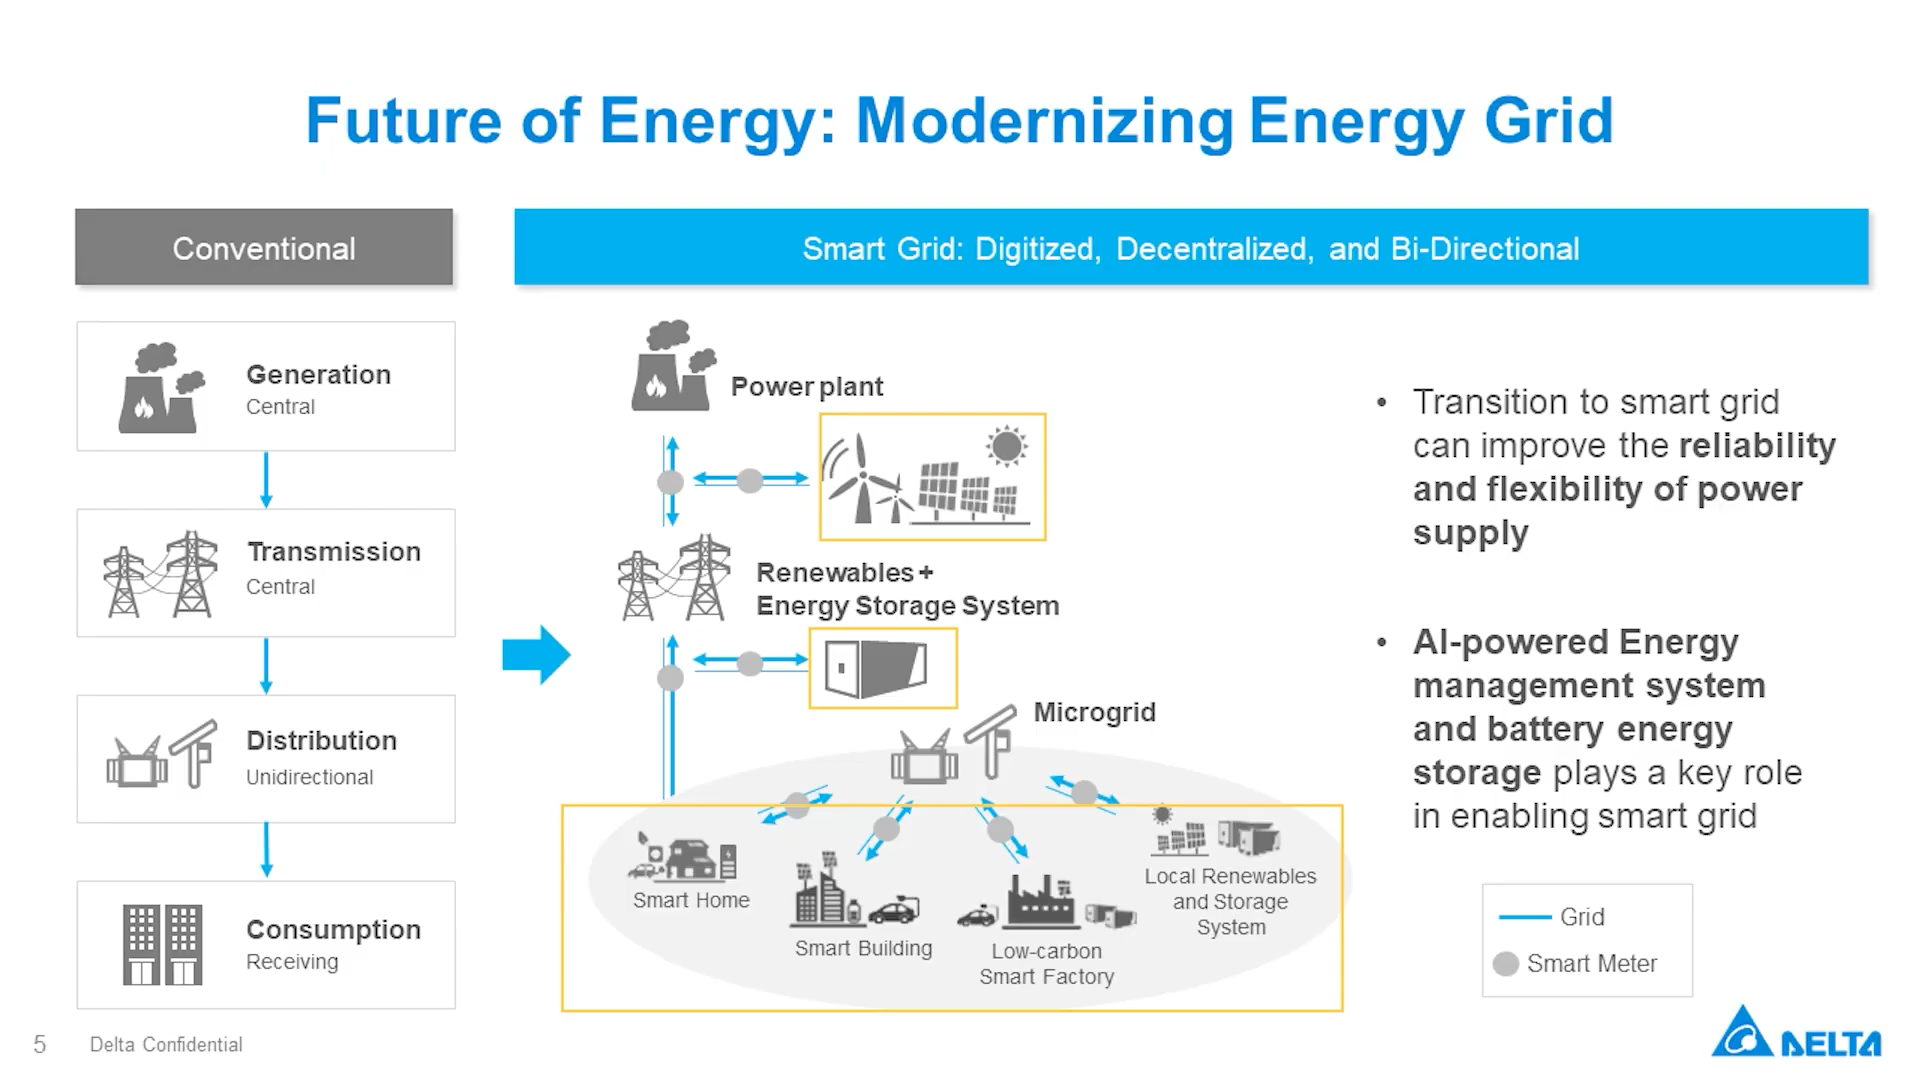 Future of Energy: Modernizing Energy Grid
Conventional
Smart Grid: Digitized, Decentralized, and Bi-Directional
Generation
Central
Transmission
Central
Distribution
Unidirectional
Consumption
Receiving
Power plant
Renewables +
Energy Storage System
Microgrid
Smart Home
Smart Building
Low-carbon
Smart Factory
Local Renewables
and Storage
System
• Transition to smart grid
can improve the reliability
and flexibility of power
supply
• AI-powered Energy
management system
and battery energy
storage plays a key role
in enabling smart grid
Grid
Smart Meter
5 Delta Confidential
DELTA